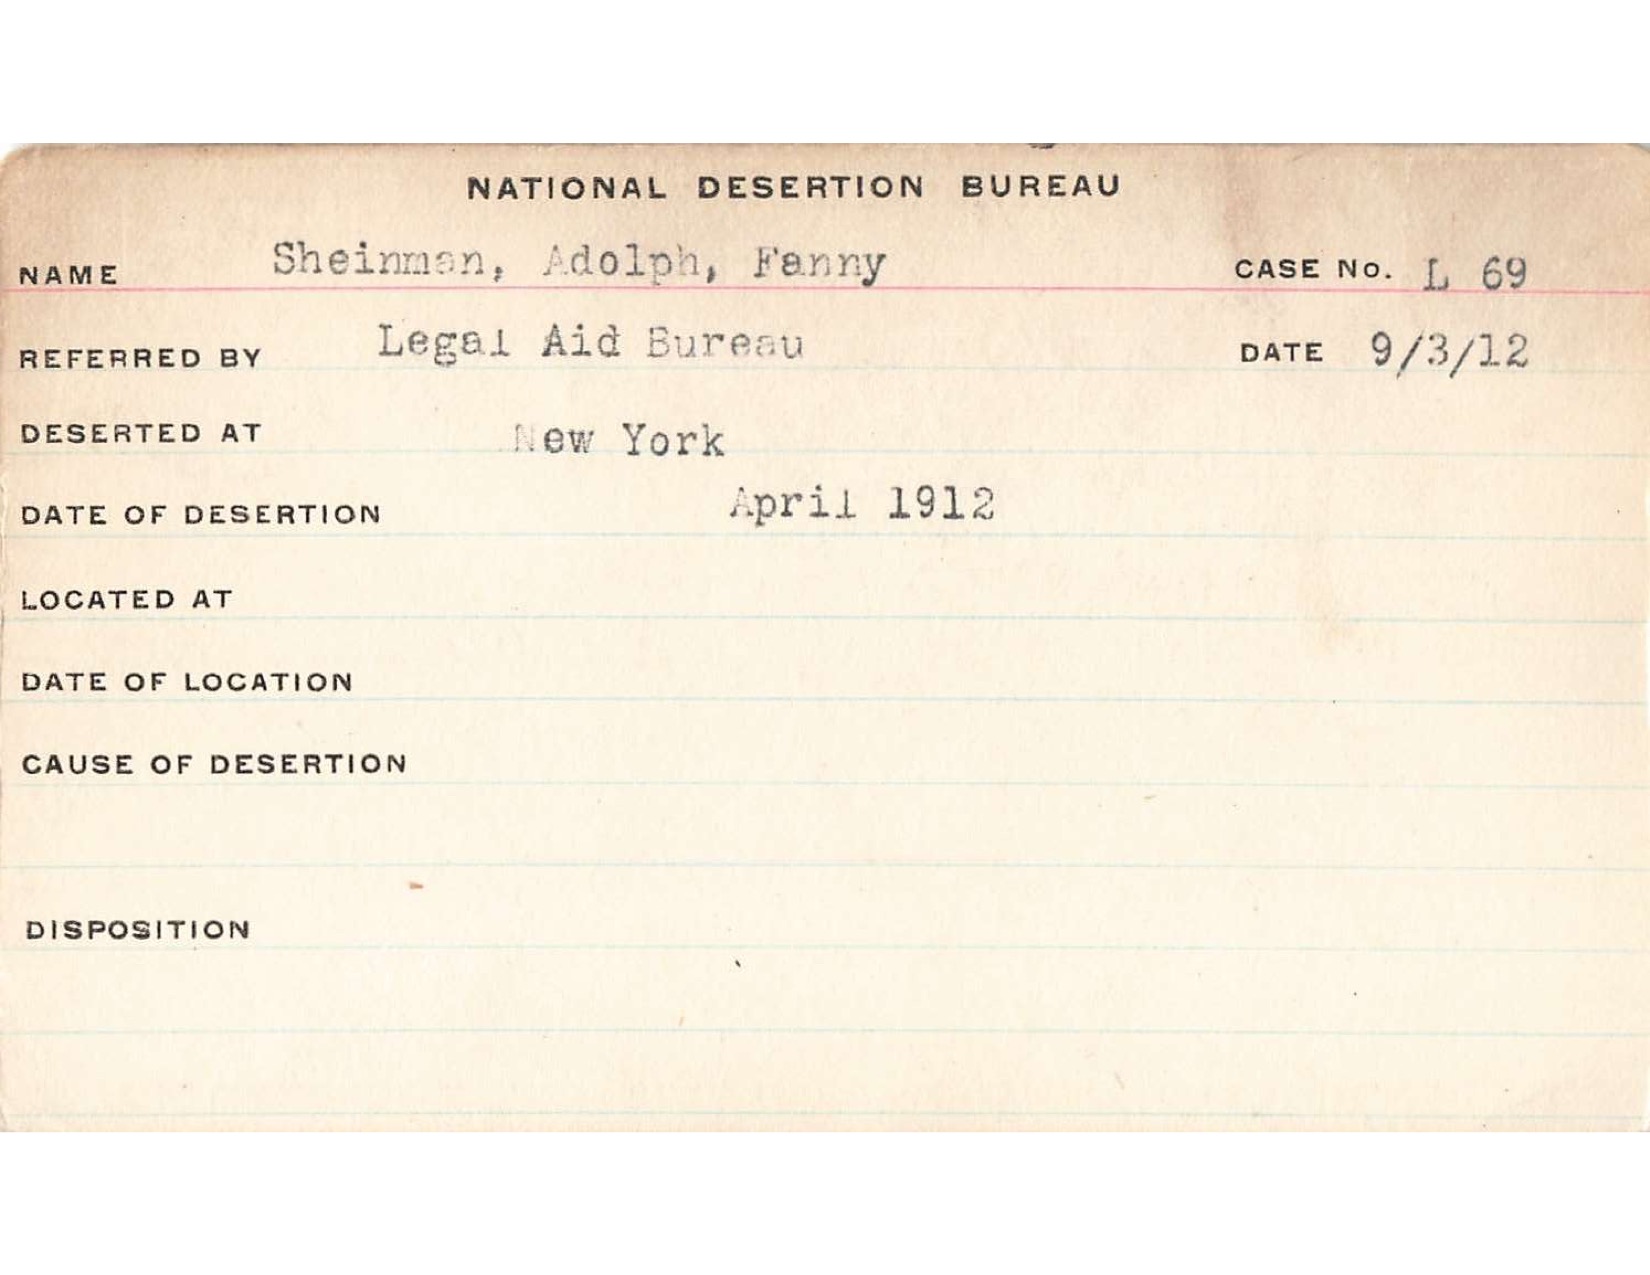 NATIONAL DESERTION BUREAU
NAME Sheinman, Adolph, Fanny CASE No. L 69
REFERRED BY Legal Aid Bureau DATE 9/3/12
DESERTED AT New York
DATE OF DESERTION April 1912
LOCATED AT
DATE OF LOCATION
CAUSE OF DESERTION
DISPOSITION